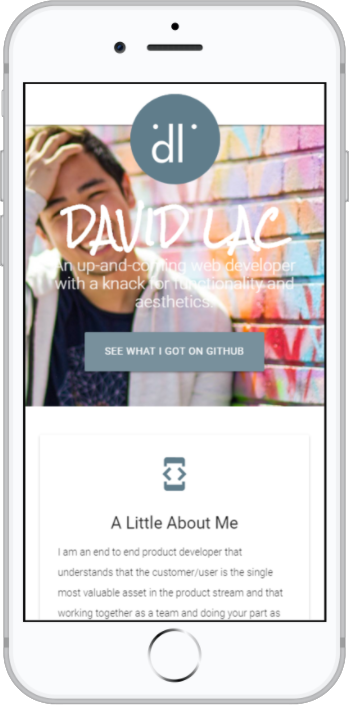 dl
DAVID LAC
An up-and-coming web developer
with a knack for functionality and
aesthetics.
SEE WHAT I GOT ON GITHUB
A Little About Me
I am an end to end product developer that
understands that the customer/user is the single
most valuable asset in the product stream and that
working together as a team and doing your part as